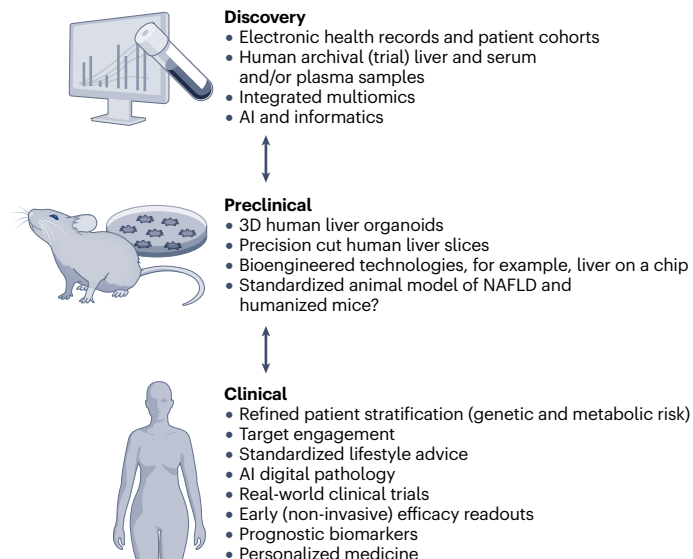 Discovery
• Electronic health records and patient cohorts
• Human archival (trial) liver and serum
and/or plasma samples
• Integrated multiomics
• AI and informatics
Preclinical
• 3D human liver organoids
• Precision cut human liver slices
• Bioengineered technologies, for example, liver on a chip
• Standardized animal model of NAFLD and
humanized mice?
Clinical
• Refined patient stratification (genetic and metabolic risk)
• Target engagement
• Standardized lifestyle advice
• AI digital pathology
• Real-world clinical trials
• Early (non-invasive) efficacy readouts
• Prognostic biomarkers
• Personalized medicine